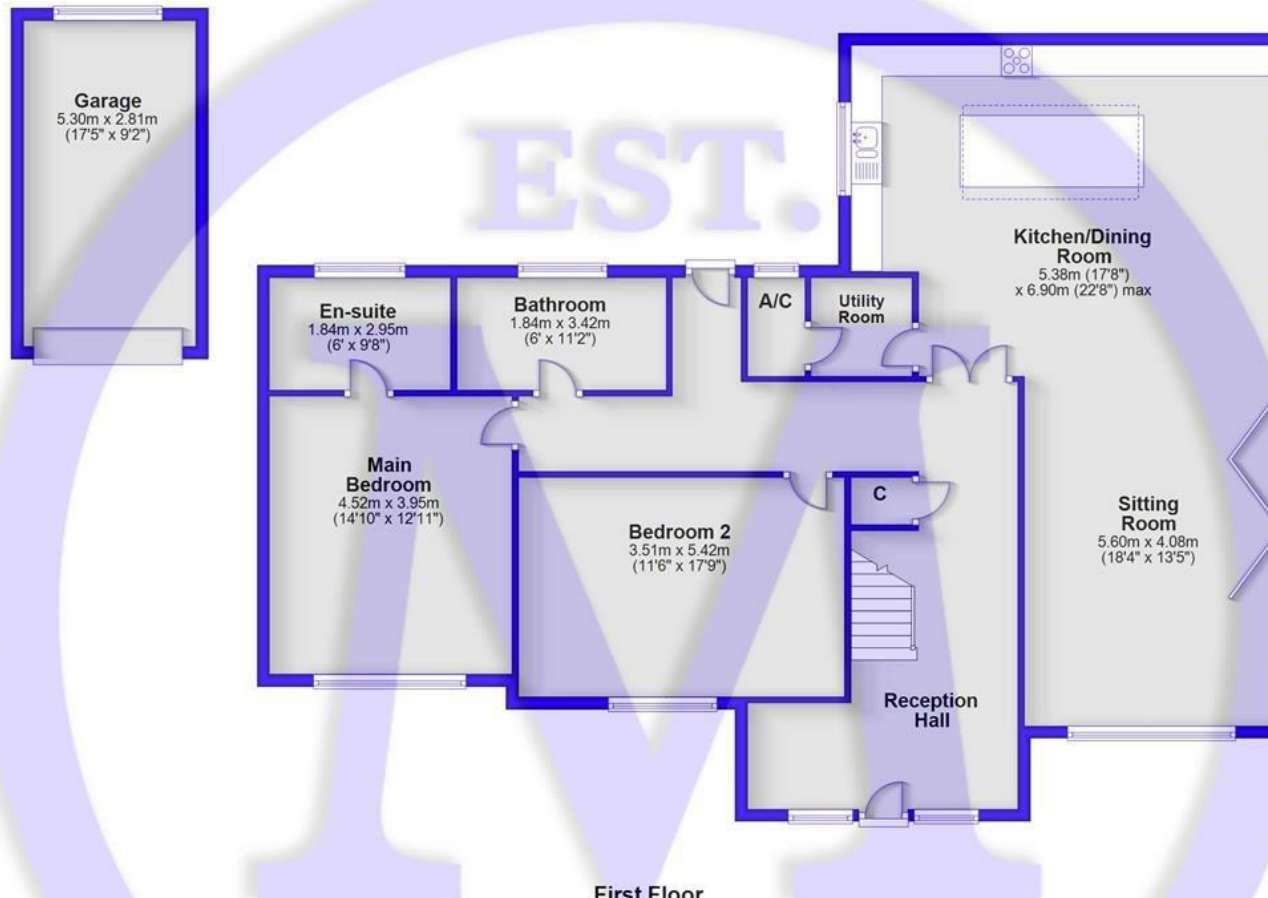 Garage
5.30m x 2.81m
(17'5" x 9'2")
EST.
Kitchen/Dining
Room
5.38m (17'8")
x 6.90m (22'8") max
En-suite
1.84m x 2.95m
(6' x 9'8")
Bathroom
1.84m x 3.42m
(6' x 11'2")
A/C
Utility
Room
Main
Bedroom
4.52m x 3.95m
(14'10" x 12'11")
Bedroom 2
3.51m x 5.42m
(11'6" x 17'9")
C
Sitting
Room
5.60m x 4.08m
(18'4" x 13'5")
Reception
Hall
M
First Floor